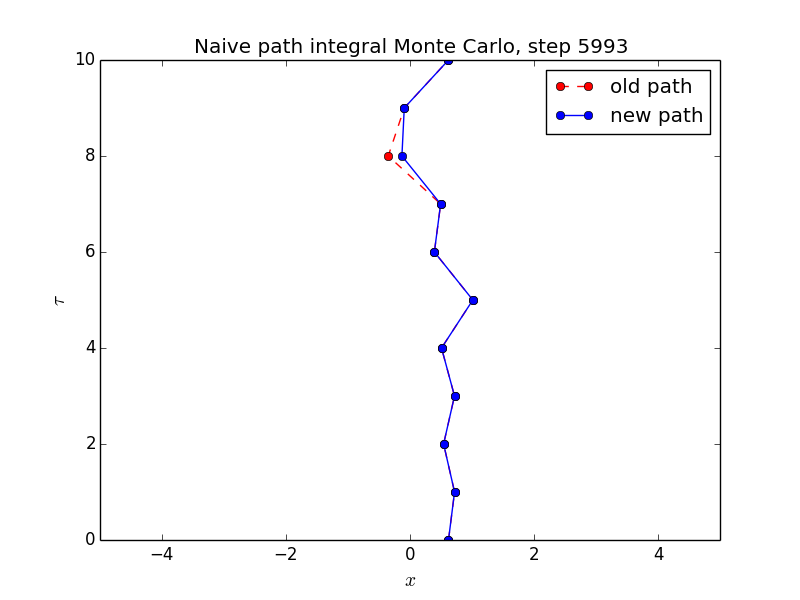 Naive path integral Monte Carlo, step 5993
10
8
6
4
2
0
τ
old path
new path
−4 −2 0 2 4
x